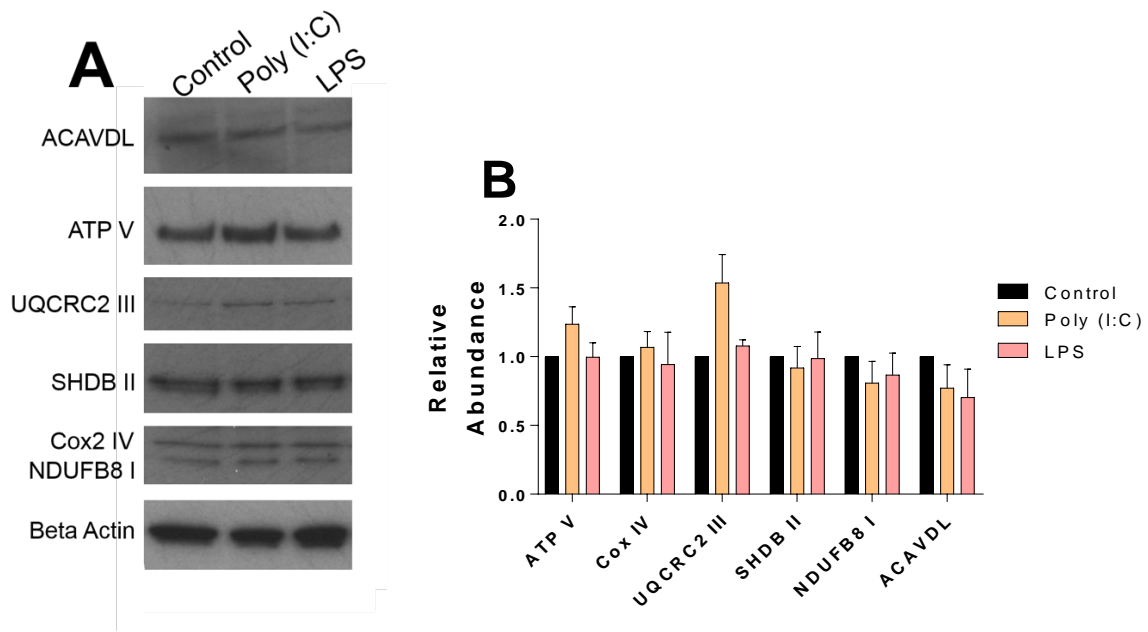 A
Control
Poly (I:C)
LPS
ACAVDL
ATP V
UQCRC2 III
SHDB II
Cox2 IV
NDUFB8 I
Beta Actin
B
Relative
Abundance
2.0
1.5
1.0
0.5
0.0
ATP V
Cox IV
UQCRC2 III
SHDB II
NDUFB8 I
ACAVDL
Control
Poly (I:C)
LPS